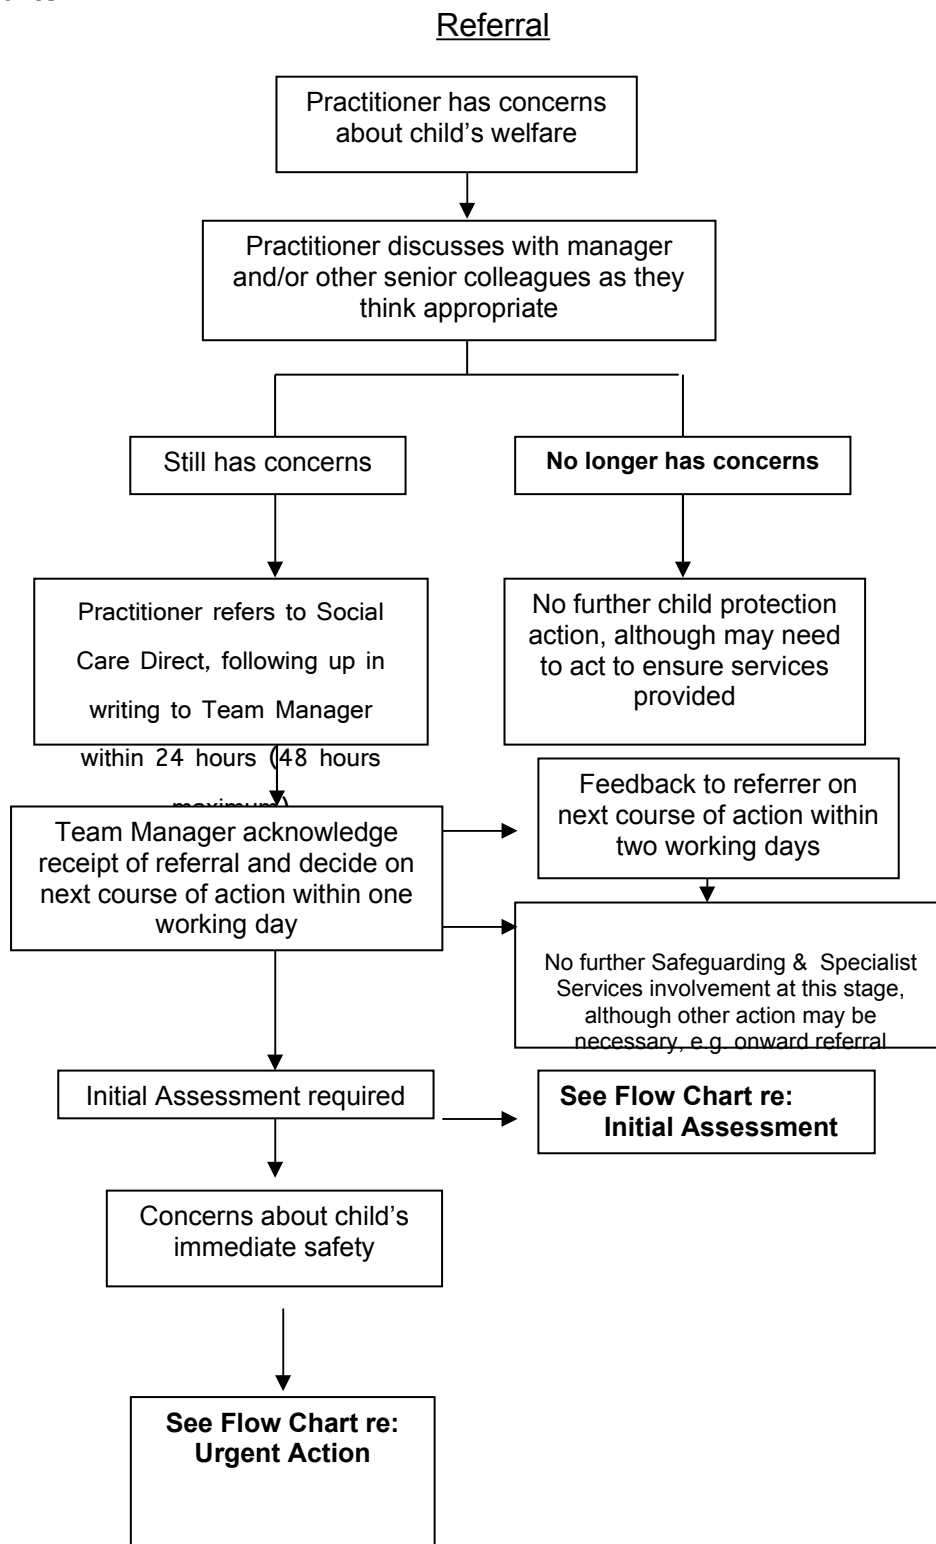 Referral
Practitioner has concerns
about child's welfare
Practitioner discusses with manager
and/or other senior colleagues as they
think appropriate
Still has concerns
No longer has concerns
Practitioner refers to Social
Care Direct, following up in
writing to Team Manager
within 24 hours (48 hours
No further child protection
action, although may need
to act to ensure services
provided
Feedback to referrer on
next course of action within
two working days
Team Manager acknowledge
receipt of referral and decide on
next course of action within one
working day
No further Safeguarding & Specialist
Services involvement at this stage,
although other action may be
necessary, e.g. onward referral
Initial Assessment required
See Flow Chart re:
Initial Assessment
Concerns about child's
immediate safety
See Flow Chart re:
Urgent Action